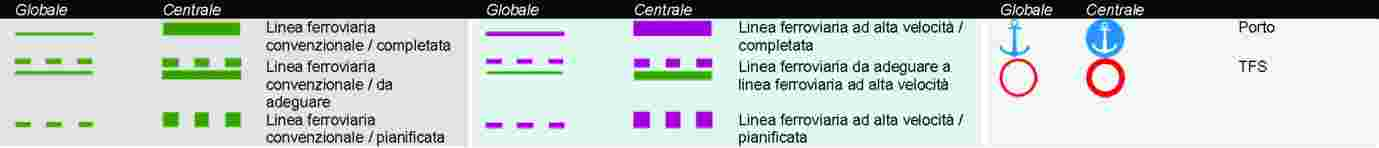 Globale Centrale Globale Centrale Globale Centrale
Linea ferroviaria
convenzionale / completata
Linea ferroviaria
convenzionale / da
adeguare
Linea ferroviaria
convenzionale / pianificata
Linea ferroviaria ad alta velocità /
completata
Linea ferroviaria da adeguare a
linea ferroviaria ad alta velocità
Linea ferroviaria ad alta velocità /
pianificata
Porto
TFS